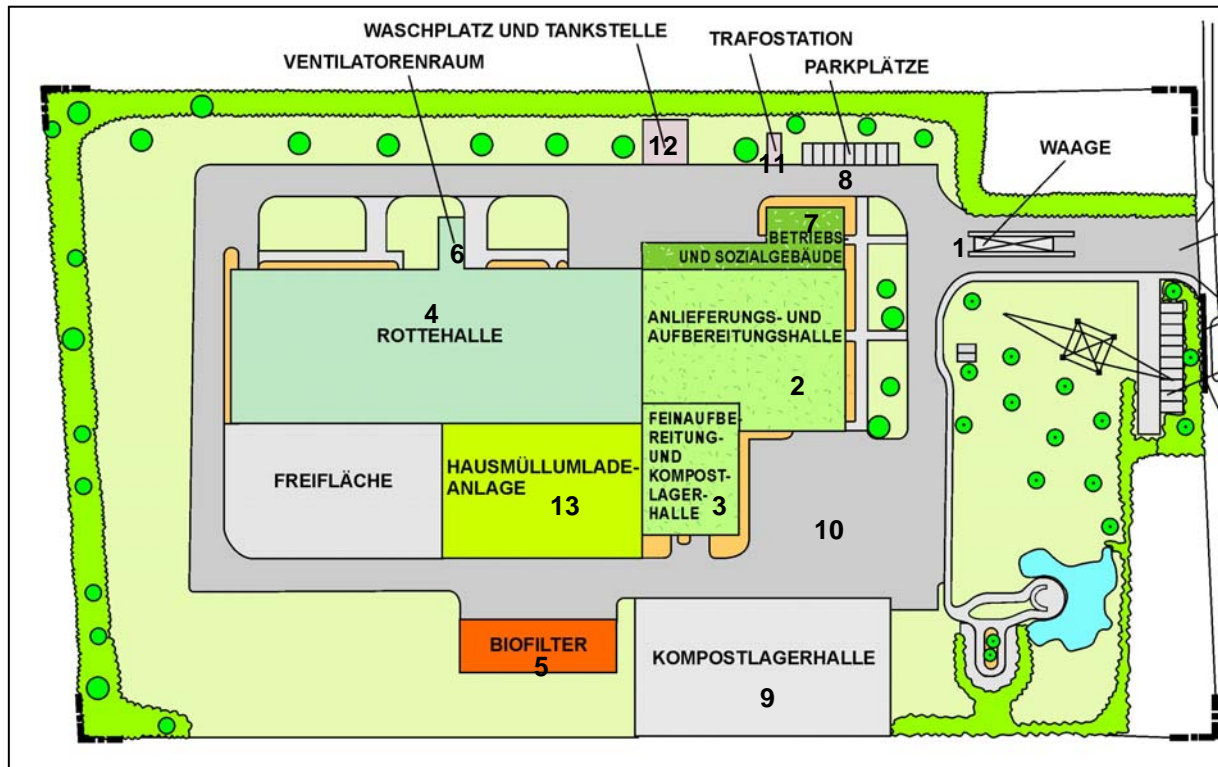 WASCHPLATZ UND TANKSTELLE
TRAFOSTATION
VENTILATORENRAUM
PARKPLÄTZE
12
11
WAAGE
8
7
1
BETRIEBS-
UND SOZIALGEBÄUDE
6
4
ROTTEHALLE
ANLIEFERUNGS- UND
AUFBEREITUNGSHALLE
2
FEINAUFBE-
REITUNG-
UND
KOMPOST-
LAGER-
HALLE
3
FREIFLÄCHE
HAUSMÜLLUMLADE-
ANLAGE
13
10
BIOFILTER
5
KOMPOSTLAGERHALLE
9